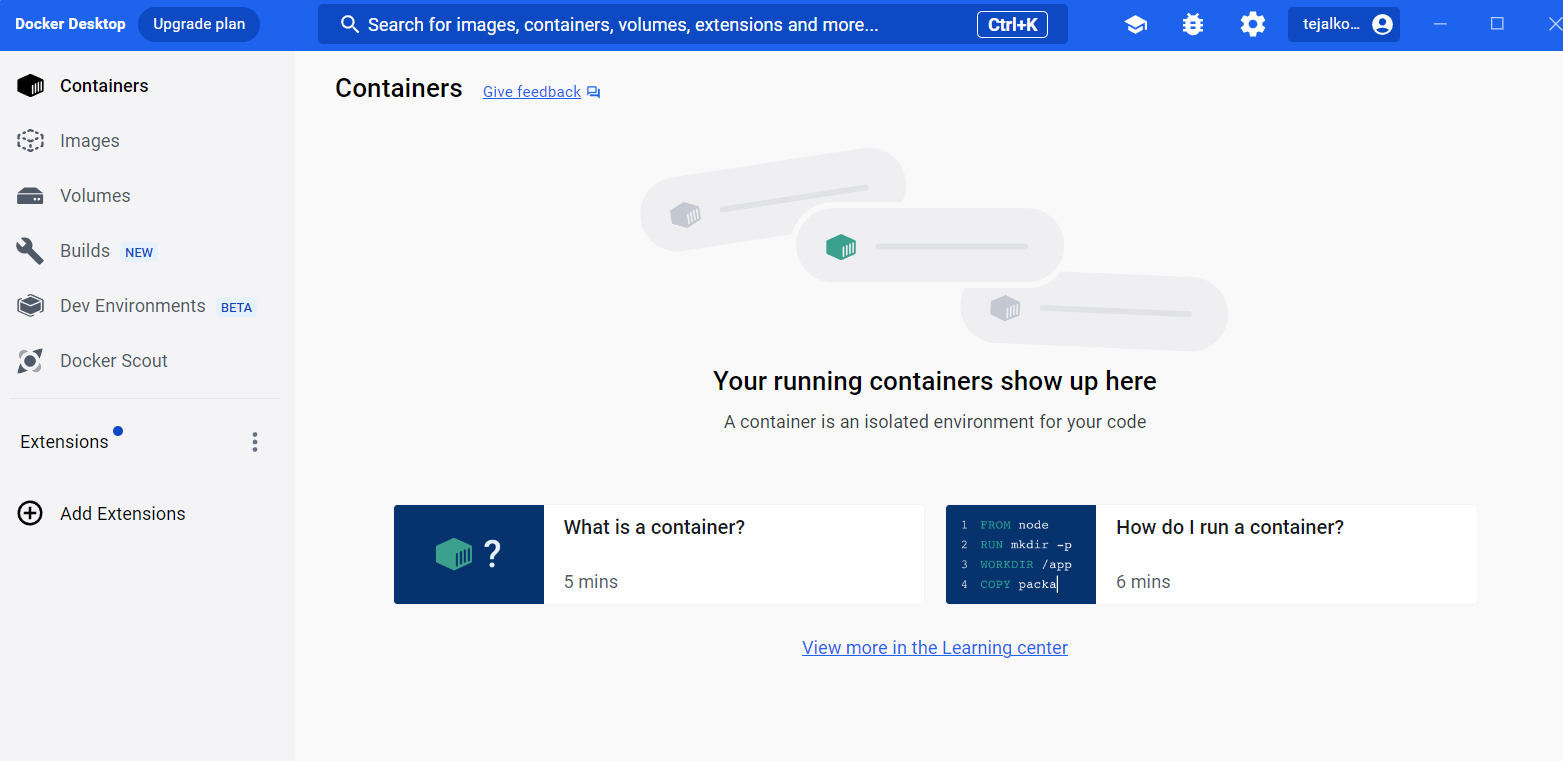 Docker Desktop Upgrade plan Search for images, containers, volumes, extensions and more... Ctrl+K tejalko...
Containers
Images
Volumes
Builds NEW
Dev Environments BETA
Docker Scout
Extensions
Add Extensions
Containers Give feedback
Your running containers show up here
A container is an isolated environment for your code
?
What is a container?
5 mins
1 FROM node
2 RUN mkdir -p
3 WORKDIR /app
4 COPY packa
How do I run a container?
6 mins
View more in the Learning center